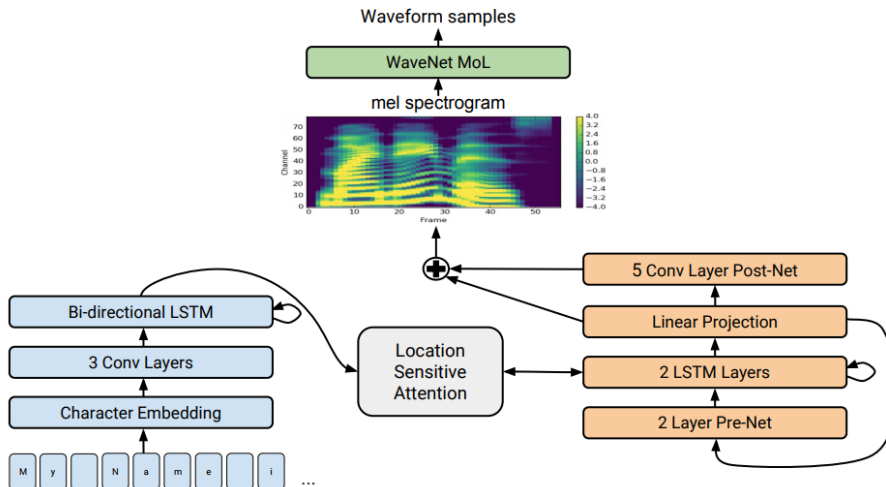 Waveform samples
WaveNet MoL
mel spectrogram
70
60
50
40
30
20
10
0
Channel
0 10 20 30 40 50
Frame
4.0
3.2
2.4
1.6
0.8
0.0
−0.8
−1.6
−2.4
−3.2
−4.0
5 Conv Layer Post-Net
Bi-directional LSTM
Linear Projection
Location
Sensitive
Attention
3 Conv Layers
2 LSTM Layers
Character Embedding
2 Layer Pre-Net
M y N a m e i ...